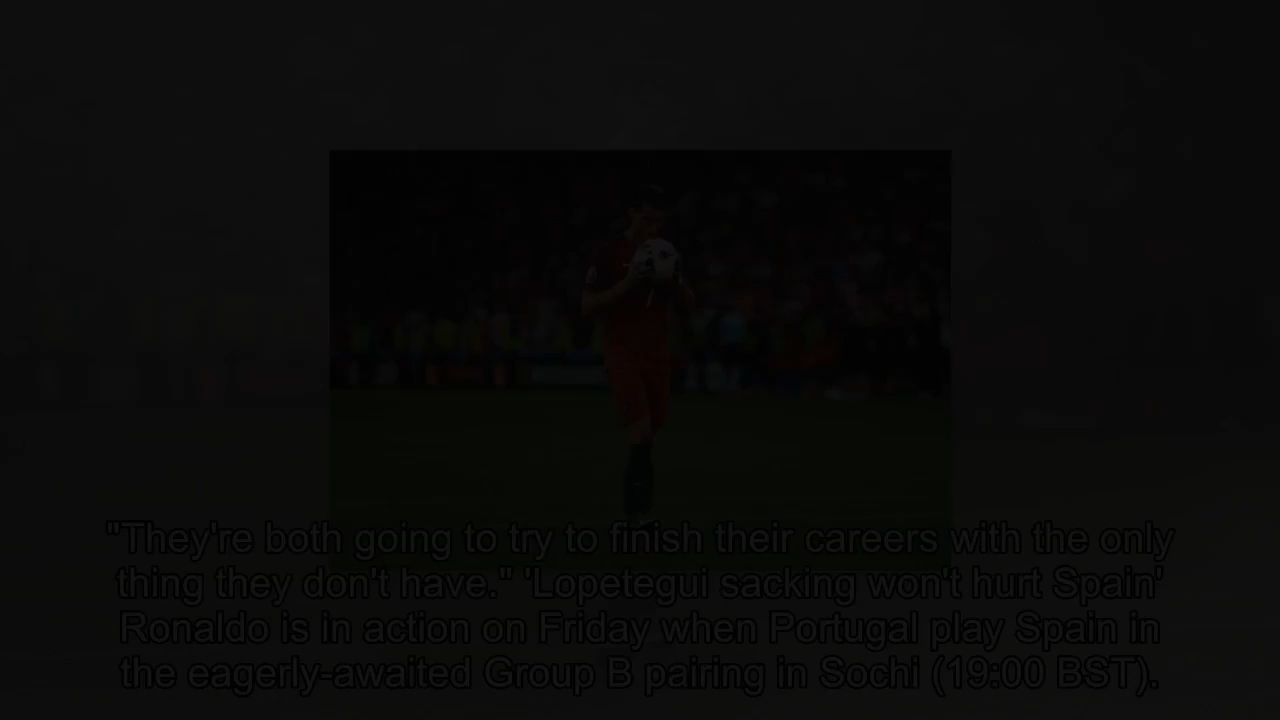 "They're both going to try to finish their careers with the only
thing they don't have." 'Lopetegui sacking won't hurt Spain'
Ronaldo is in action on Friday when Portugal play Spain in
the eagerly-awaited Group B pairing in Sochi (19:00 BST).